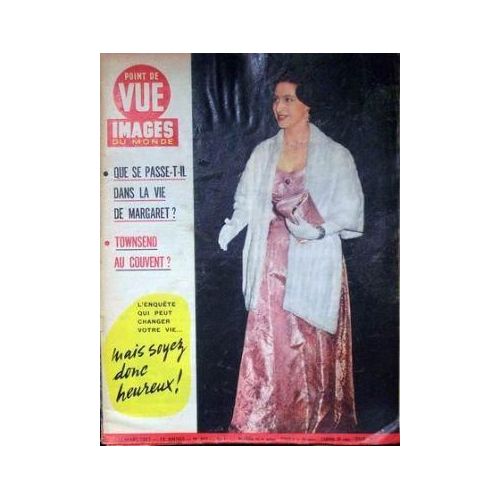 POINT DE
VUE
IMAGES
DU MONDE
• QUE SE PASSE-T-IL
DANS LA VIE
DE MARGARET ?
• TOWNSEND
AU COUVENT ?
L'ENQUÊTE
QUI PEUT
CHANGER
VOTRE VIE...
mais soyez
donc
heureux !